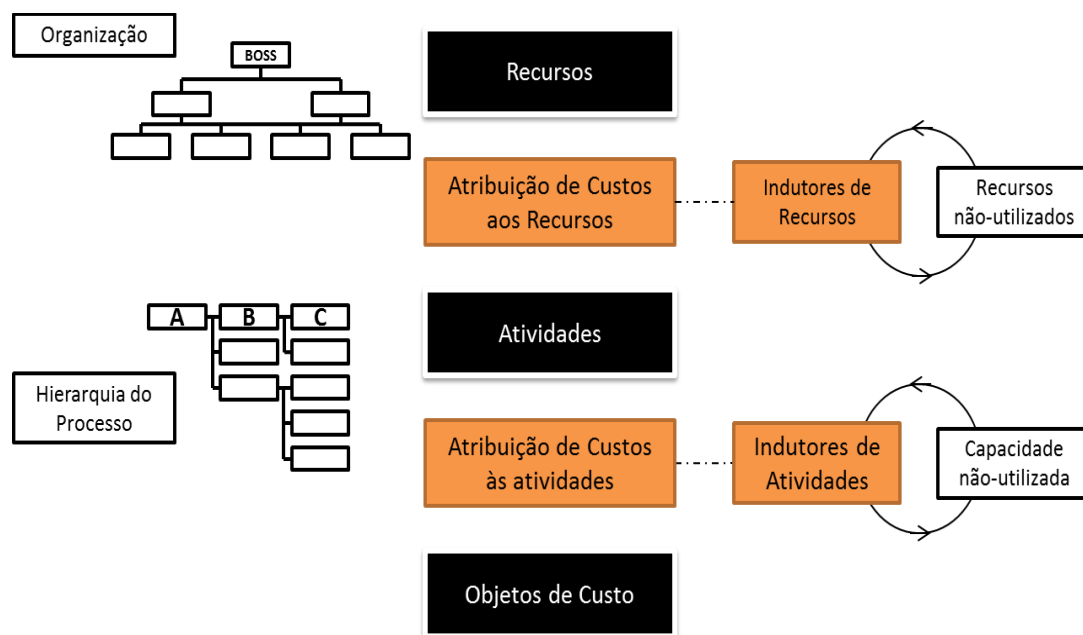 Organização
BOSS
Recursos
Atribuição de Custos
aos Recursos
Indutores de
Recursos
Recursos
não-utilizados
A
B
C
Atividades
Hierarquia do
Processo
Atribuição de Custos
às atividades
Indutores de
Atividades
Capacidade
não-utilizada
Objetos de Custo